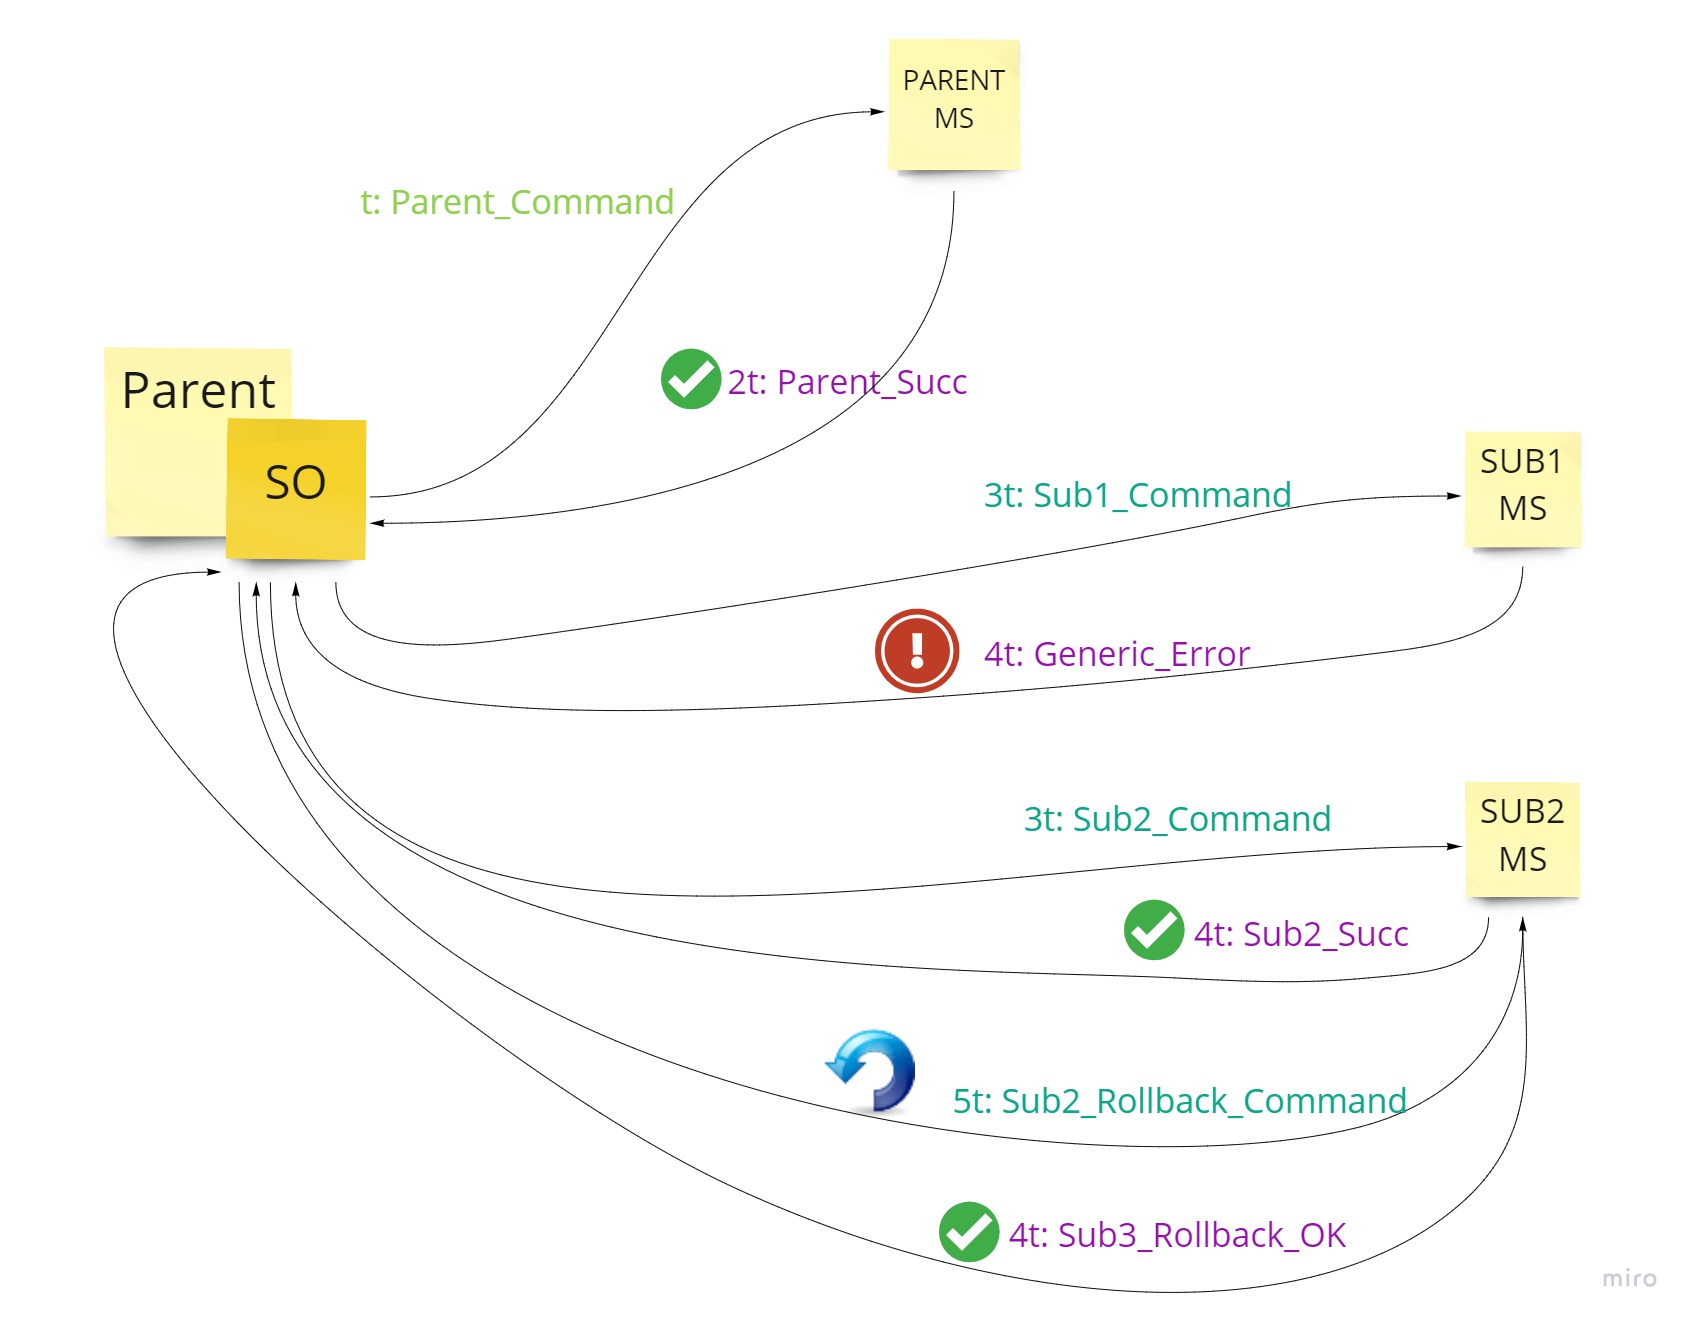 PARENT
MS
t: Parent_Command
Parent
2t: Parent_Succ
SO
SUB1
MS
3t: Sub1_Command
4t: Generic_Error
SUB2
MS
3t: Sub2_Command
4t: Sub2_Succ
5t: Sub2_Rollback_Command
4t: Sub3_Rollback_OK
miro